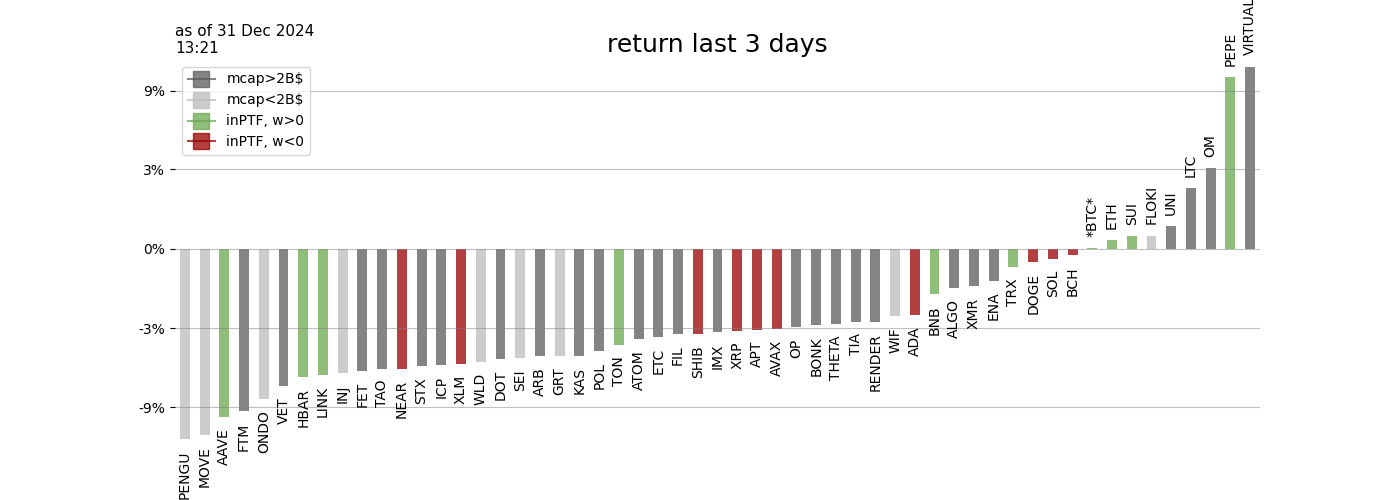 as of 31 Dec 2024
13:21
return last 3 days
mcap>2B$
mcap<2B$
inPTF, w>0
inPTF, w<0
9%
3%
0%
-3%
-9%
PENGU
MOVE
AAVE
FTM
ONDO
VET
HBAR
LINK
INJ
FET
TAO
NEAR
STX
ICP
XLM
WLD
DOT
SEI
ARB
GRT
KAS
POL
TON
ATOM
ETC
FIL
SHIB
IMX
XRP
APT
AVAX
OP
BONK
THETA
TIA
RENDER
WIF
ADA
BNB
ALGO
XMR
ENA
TRX
DOGE
SOL
BCH
*BTC*
ETH
SUI
FLOKI
UNI
LTC
OM
PEPE
VIRTUAL